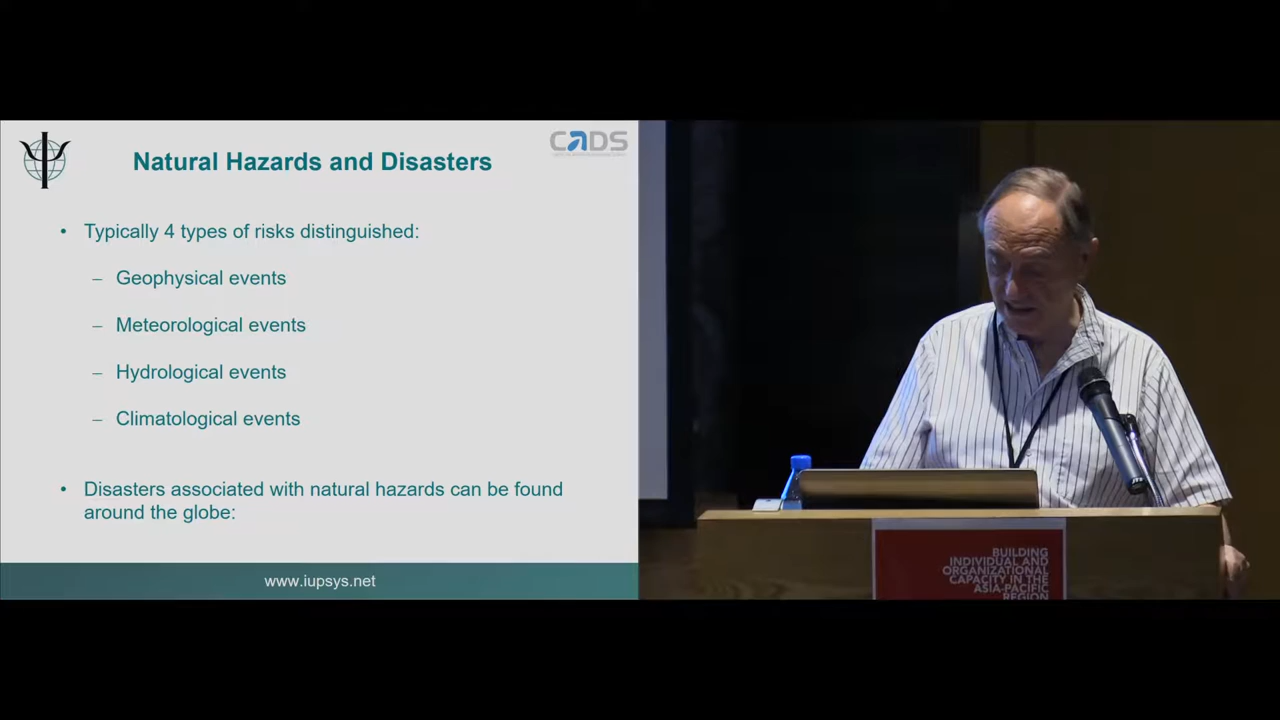 CADS
Natural Hazards and Disasters
• Typically 4 types of risks distinguished:
– Geophysical events
– Meteorological events
– Hydrological events
– Climatological events
• Disasters associated with natural hazards can be found
around the globe:
www.iupsys.net
BUILDING
INDIVIDUAL AND
ORGANIZATIONAL
CAPACITY IN THE
ASIA-PACIFIC
REGION